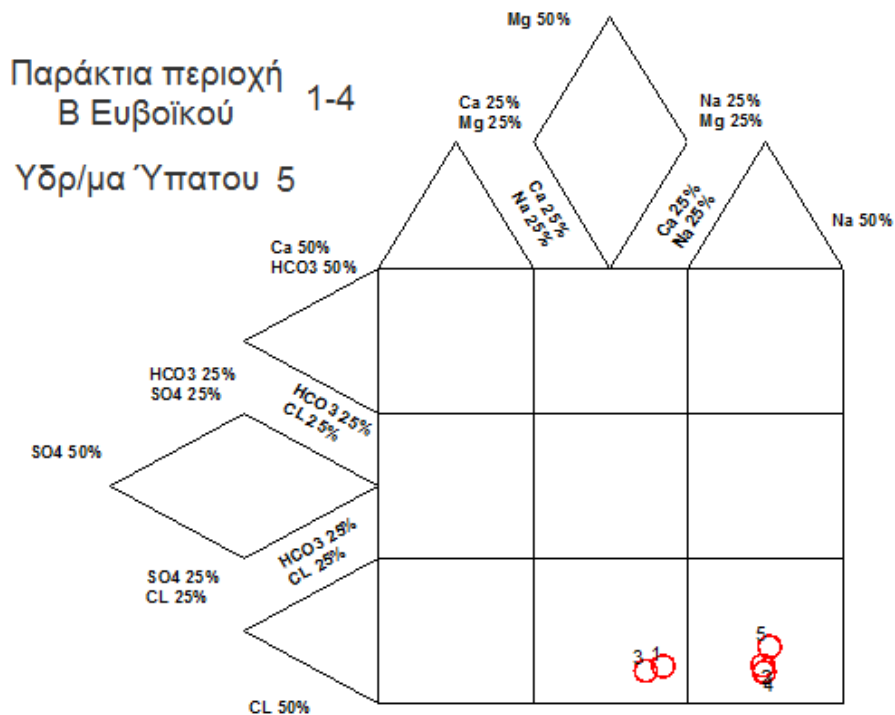 Mg 50%
Παράκτια περιοχή
Β Ευβοϊκού
1-4
Ca 25%
Mg 25%
Na 25%
Mg 25%
Υδρ/μα Ύπατου 5
Ca 25%
Na 25%
Ca 25%
Na 25%
Na 50%
Ca 50%
HCO3 50%
HCO3 25%
SO4 25%
HCO3 25%
CL 25%
SO4 50%
HCO3 25%
CL 25%
SO4 25%
CL 25%
5
3
1
2
4
CL 50%